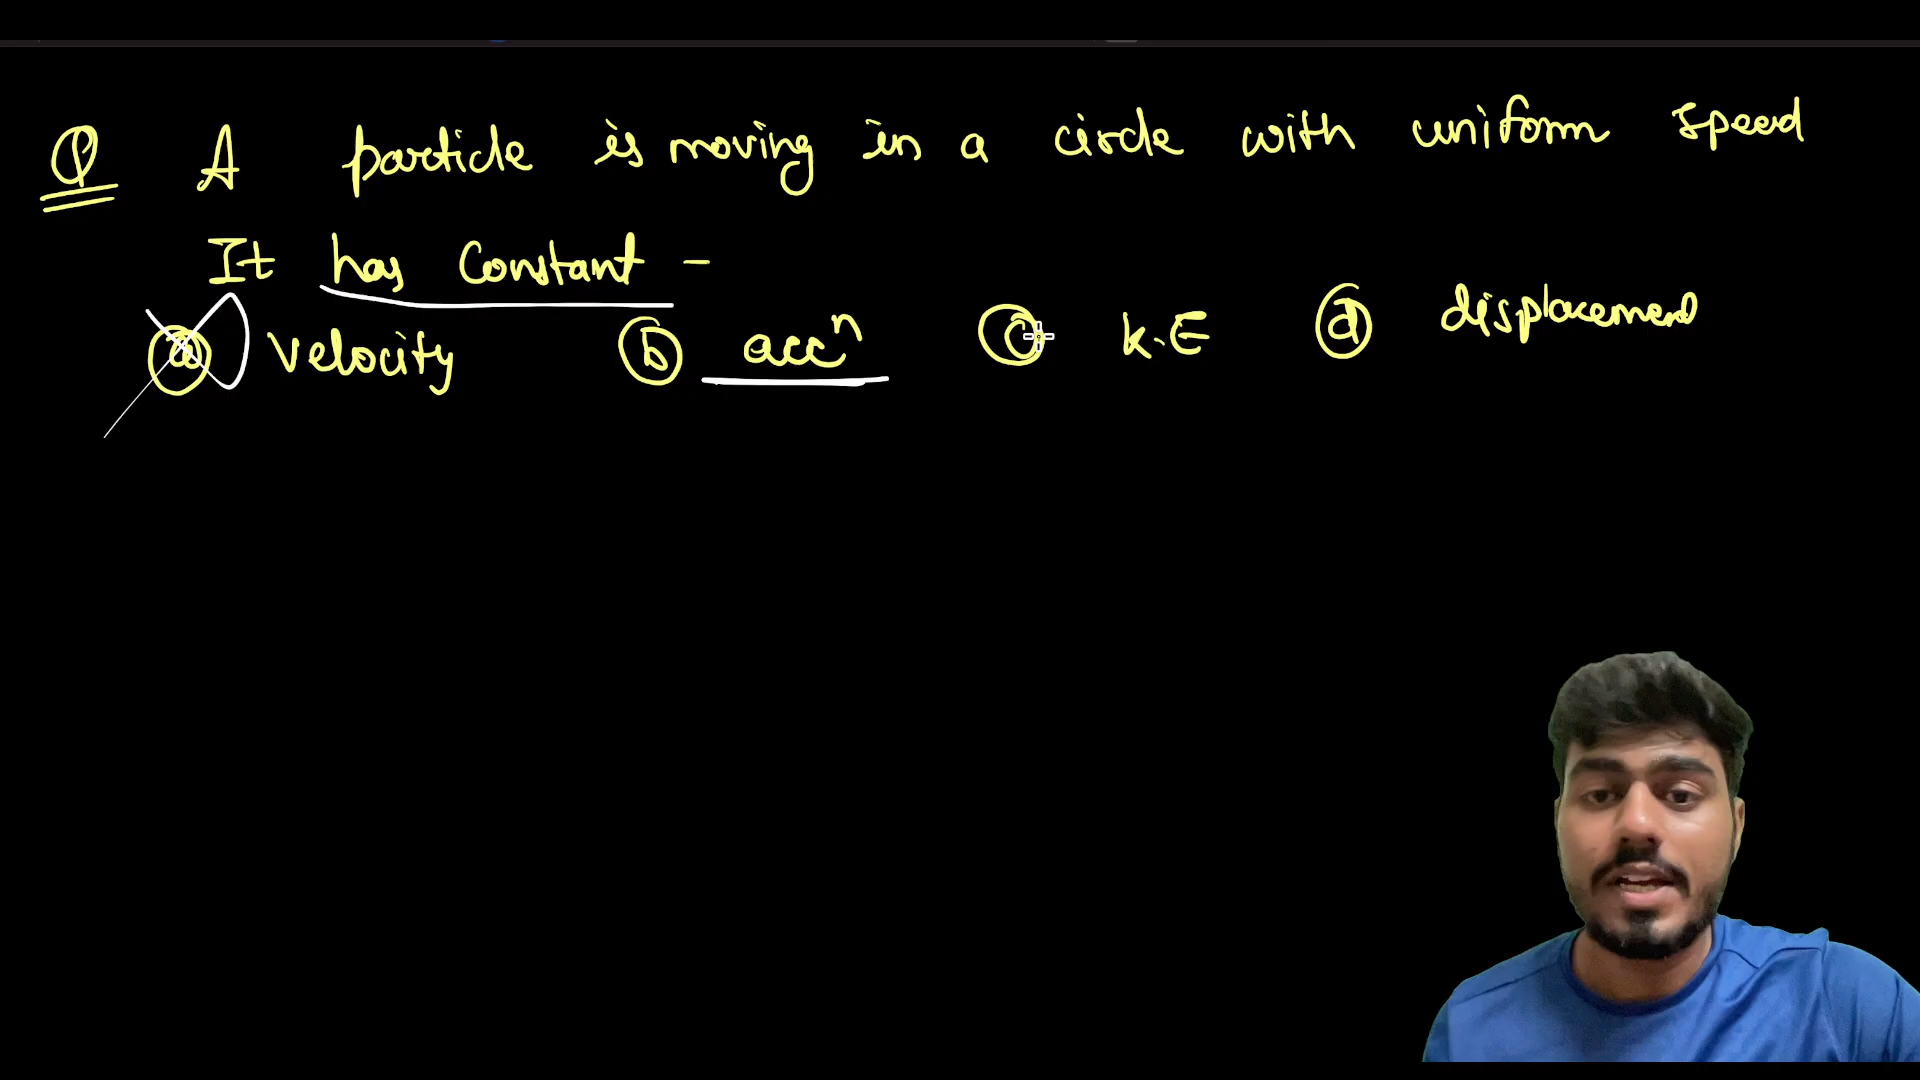 Q A particle is moving in a circle with uniform speed
It has constant -
(a) velocity (b) accⁿ (c) K.E (d) displacement